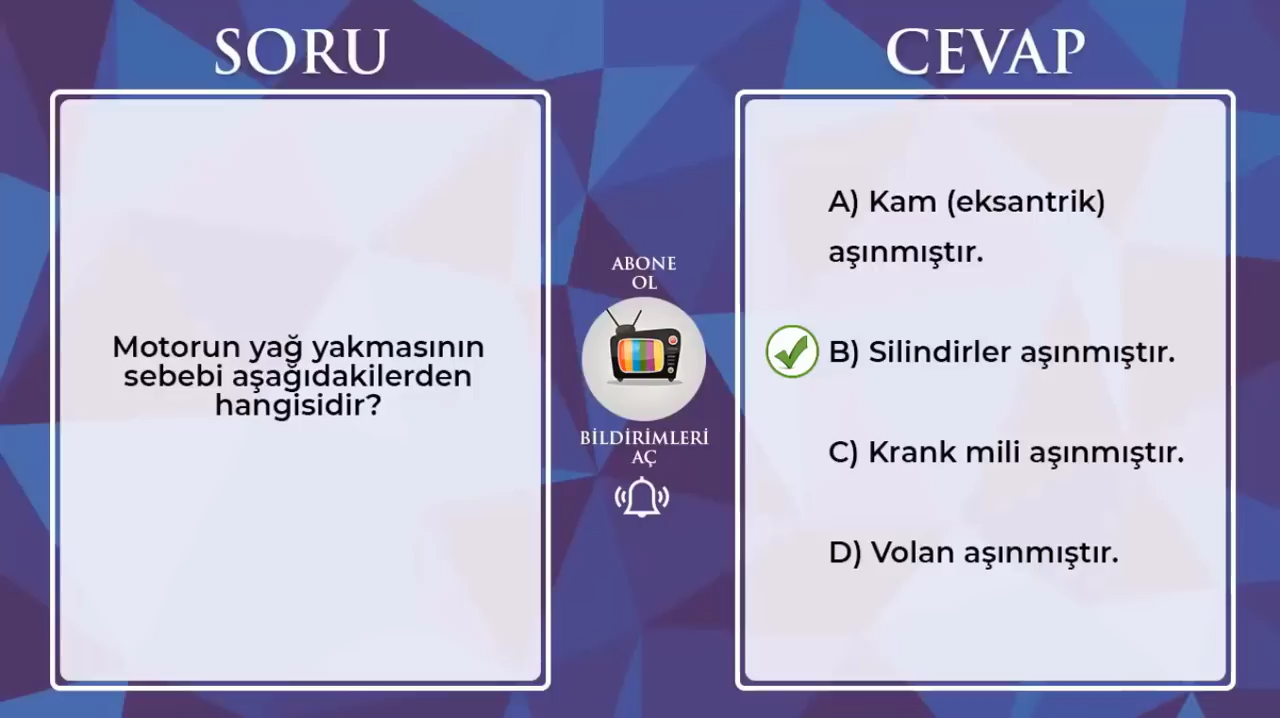 SORU
Motorun yağ yakmasının
sebebi aşağıdakilerden
hangisidir?
ABONE
OL
BİLDİRİMLERİ
AÇ
CEVAP
A) Kam (eksantrik)
aşınmıştır.
B) Silindirler aşınmıştır.
C) Krank mili aşınmıştır.
D) Volan aşınmıştır.